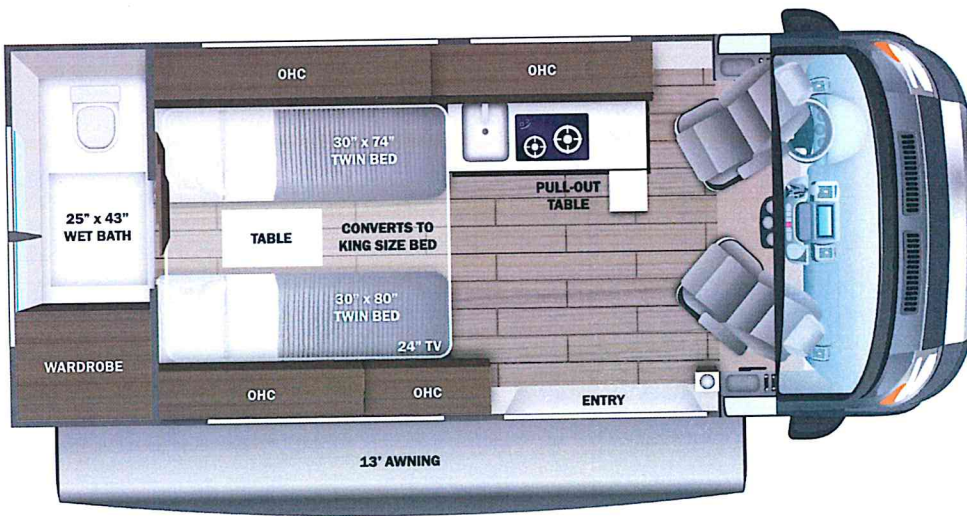 OHC
OHC
30" x 74"
TWIN BED
PULL-OUT
TABLE
25" x 43"
WET BATH
TABLE
CONVERTS TO
KING SIZE BED
30" x 80"
TWIN BED
24" TV
WARDROBE
OHC
OHC
ENTRY
13' AWNING